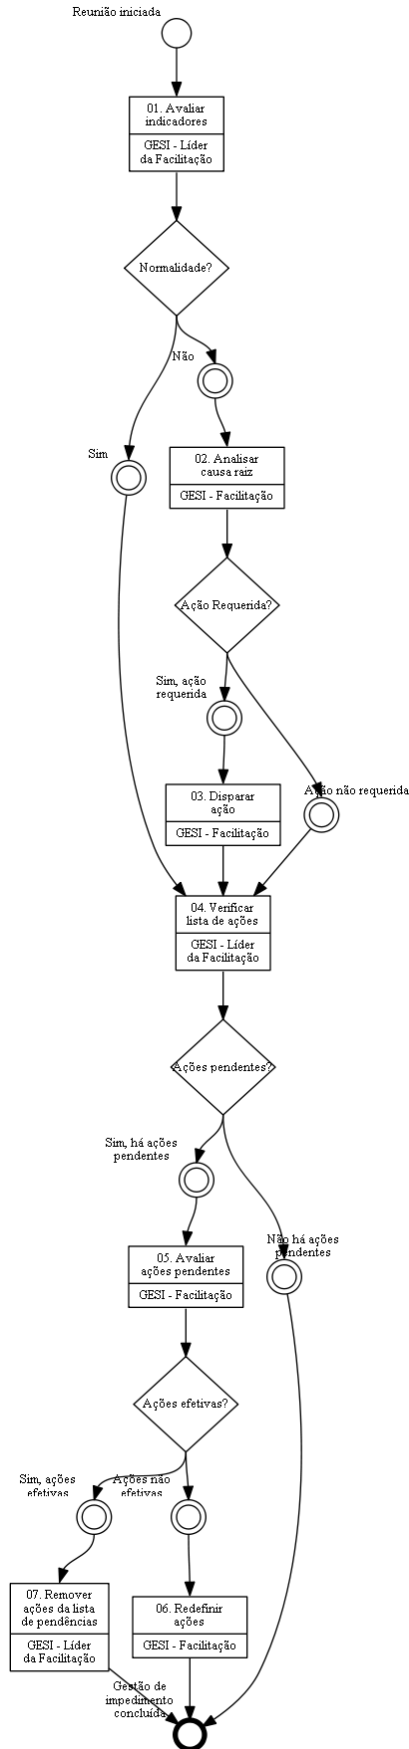 Reunião iniciada
01. Avaliar
indicadores
GESI - Líder
da Facilitação
Normalidade?
Não
Sim
02. Analisar
causa raiz
GESI - Facilitação
Ação Requerida?
Sim, ação
requerida
Ação não requerida
03. Disparar
ação
GESI - Facilitação
04. Verificar
lista de ações
GESI - Líder
da Facilitação
Ações pendentes?
Sim, há ações
pendentes
Não há ações
pendentes
05. Avaliar
ações pendentes
GESI - Facilitação
Ações efetivas?
Sim, ações
efetivas
Ações não
efetivas
07. Remover
ações da lista
de pendências
GESI - Líder
da Facilitação
06. Redefinir
ações
GESI - Facilitação
Gestão de
impedimento
concluída